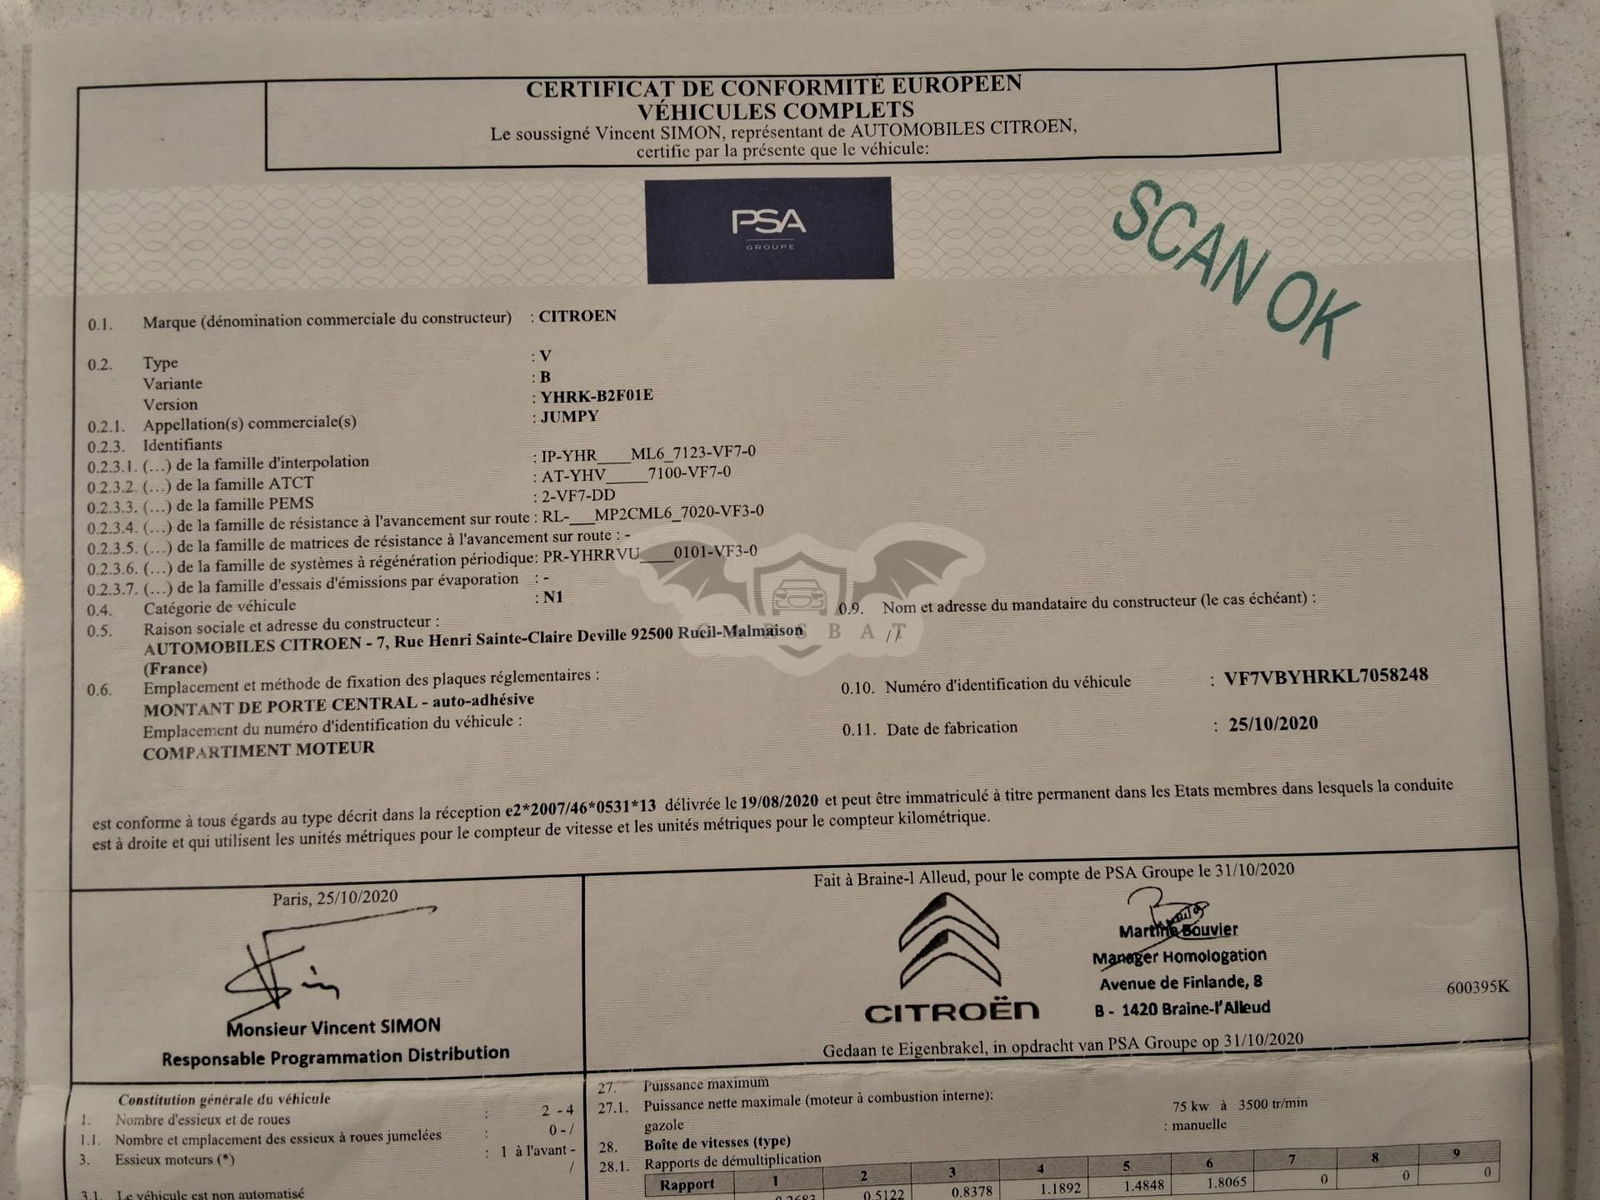 CERTIFICAT DE CONFORMITÉ EUROPEEN
VÉHICULES COMPLETS
Le soussigné Vincent SIMON, représentant de AUTOMOBILES CITROEN,
certifie par la présente que le véhicule:
PSA
GROUPE
SCAN OK
0.1. Marque (dénomination commerciale du constructeur) : CITROEN
0.2. Type : V
Variante : B
Version : YHRK-B2F01E
0.2.1. Appellation(s) commerciale(s) : JUMPY
0.2.3. Identifiants
0.2.3.1. (...) de la famille d'interpolation : IP-YHR____ML6_7123-VF7-0
0.2.3.2. (...) de la famille ATCT : AT-YHV_____7100-VF7-0
0.2.3.3. (...) de la famille PEMS : 2-VF7-DD
0.2.3.4. (...) de la famille de résistance à l'avancement sur route : RL-___MP2CML6_7020-VF3-0
0.2.3.5. (...) de la famille de matrices de résistance à l'avancement sur route : -
0.2.3.6. (...) de la famille de systèmes à régénération périodique: PR-YHRRVU____0101-VF3-0
0.2.3.7. (...) de la famille d'essais d'émissions par évaporation : -
0.4. Catégorie de véhicule : N1
0.5. Raison sociale et adresse du constructeur :
AUTOMOBILES CITROEN - 7, Rue Henri Sainte-Claire Deville 92500 Rueil-Malmaison
(France)
0.6. Emplacement et méthode de fixation des plaques réglementaires :
MONTANT DE PORTE CENTRAL - auto-adhésive
Emplacement du numéro d'identification du véhicule :
COMPARTIMENT MOTEUR
CARSBAT
0.9. Nom et adresse du mandataire du constructeur (le cas échéant) :
/ /
0.10. Numéro d'identification du véhicule : VF7VBYHRKL7058248
0.11. Date de fabrication : 25/10/2020
est conforme à tous égards au type décrit dans la réception e2*2007/46*0531*13 délivrée le 19/08/2020 et peut être immatriculé à titre permanent dans les Etats membres dans lesquels la conduite
est à droite et qui utilisent les unités métriques pour le compteur de vitesse et les unités métriques pour le compteur kilométrique.
Paris, 25/10/2020
Monsieur Vincent SIMON
Responsable Programmation Distribution
Fait à Braine-l Alleud, pour le compte de PSA Groupe le 31/10/2020
CITROËN
Martine Bouvier
Manager Homologation
Avenue de Finlande, 8
B - 1420 Braine-l'Alleud
600395K
Gedaan te Eigenbrakel, in opdracht van PSA Groupe op 31/10/2020
Constitution générale du véhicule
1. Nombre d'essieux et de roues : 2 - 4
1.1. Nombre et emplacement des essieux à roues jumelées : 0 - /
3. Essieux moteurs (*) : 1 à l'avant -
/
3.1. Le véhicule est non automatisé
27. Puissance maximum
27.1. Puissance nette maximale (moteur à combustion interne):
gazole 75 kw à 3500 tr/min
28. Boîte de vitesses (type) : manuelle
28.1. Rapports de démultiplication
Rapport 1 2 3 4 5 6 7 8 9
0.5122 0.8378 1.1892 1.4848 1.8065 0 0 0